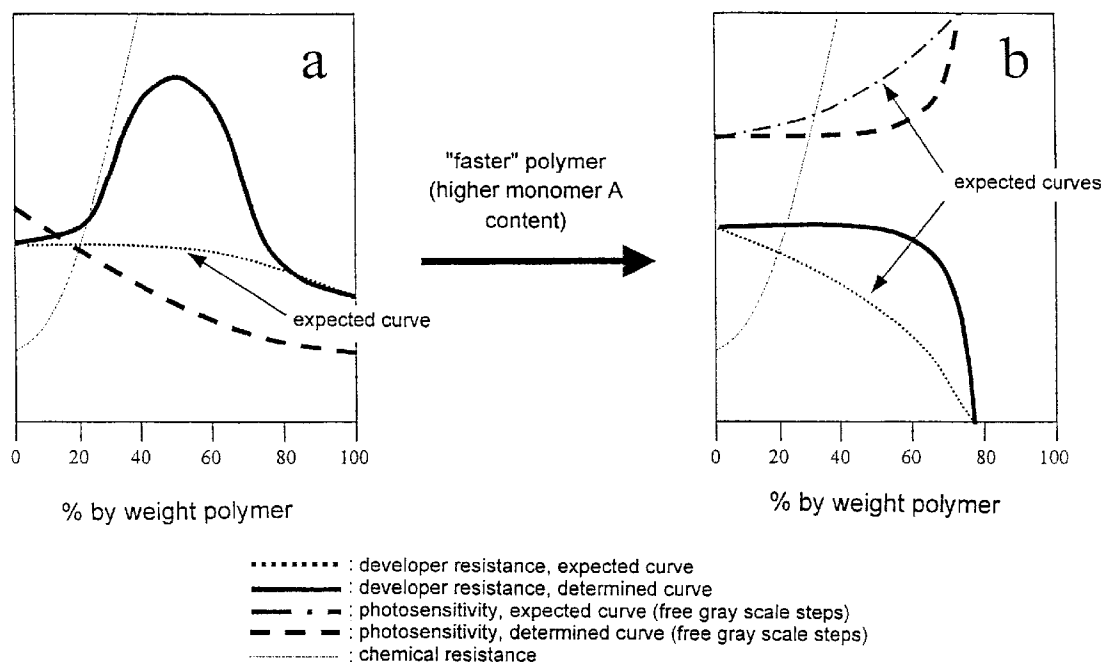 a
"faster" polymer
(higher monomer A
content)
b
expected curves
expected curve
0 20 40 60 80 100
0 20 40 60 80 100
% by weight polymer
% by weight polymer
: developer resistance, expected curve
: developer resistance, determined curve
: photosensitivity, expected curve (free gray scale steps)
: photosensitivity, determined curve (free gray scale steps)
: chemical resistance